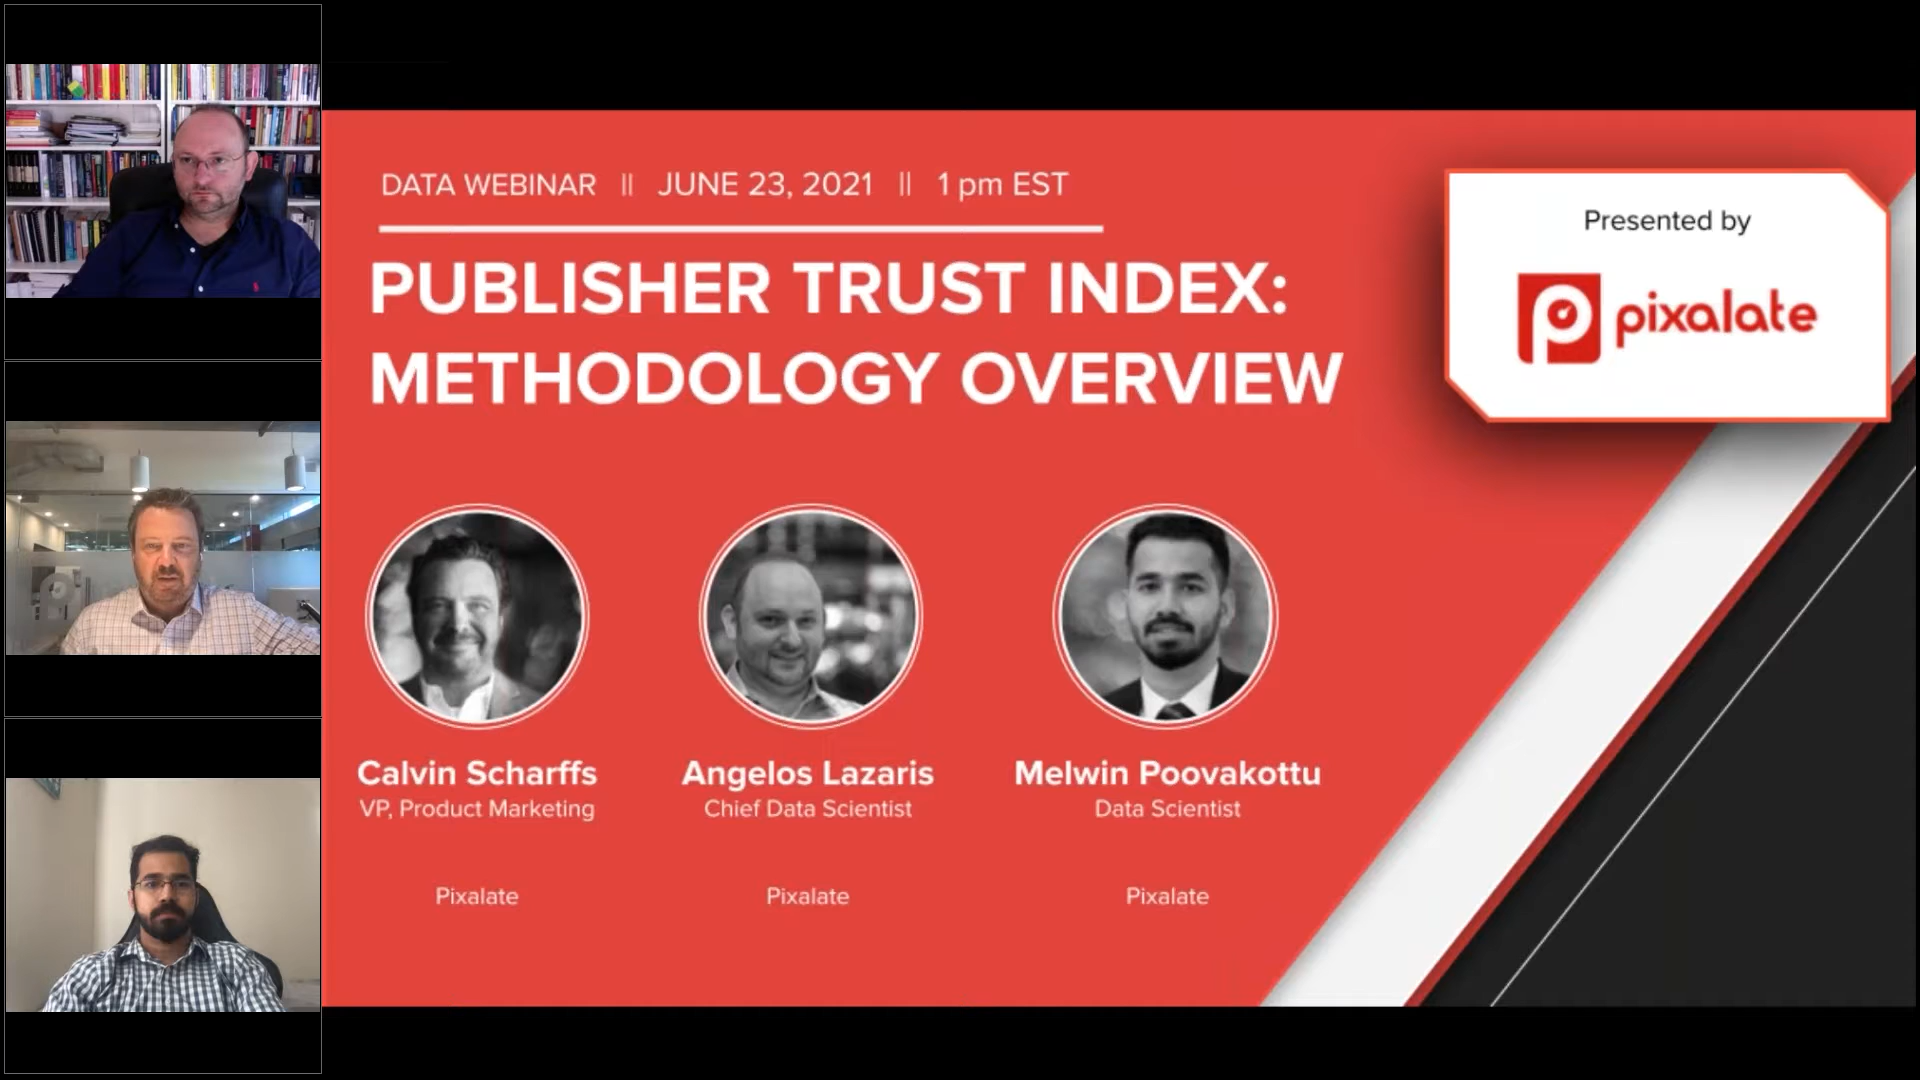 DATA WEBINAR || JUNE 23, 2021 || 1 pm EST
PUBLISHER TRUST INDEX:
METHODOLOGY OVERVIEW
Presented by
pixalate
Calvin Scharffs
VP, Product Marketing
Pixalate
Angelos Lazaris
Chief Data Scientist
Pixalate
Melwin Poovakottu
Data Scientist
Pixalate